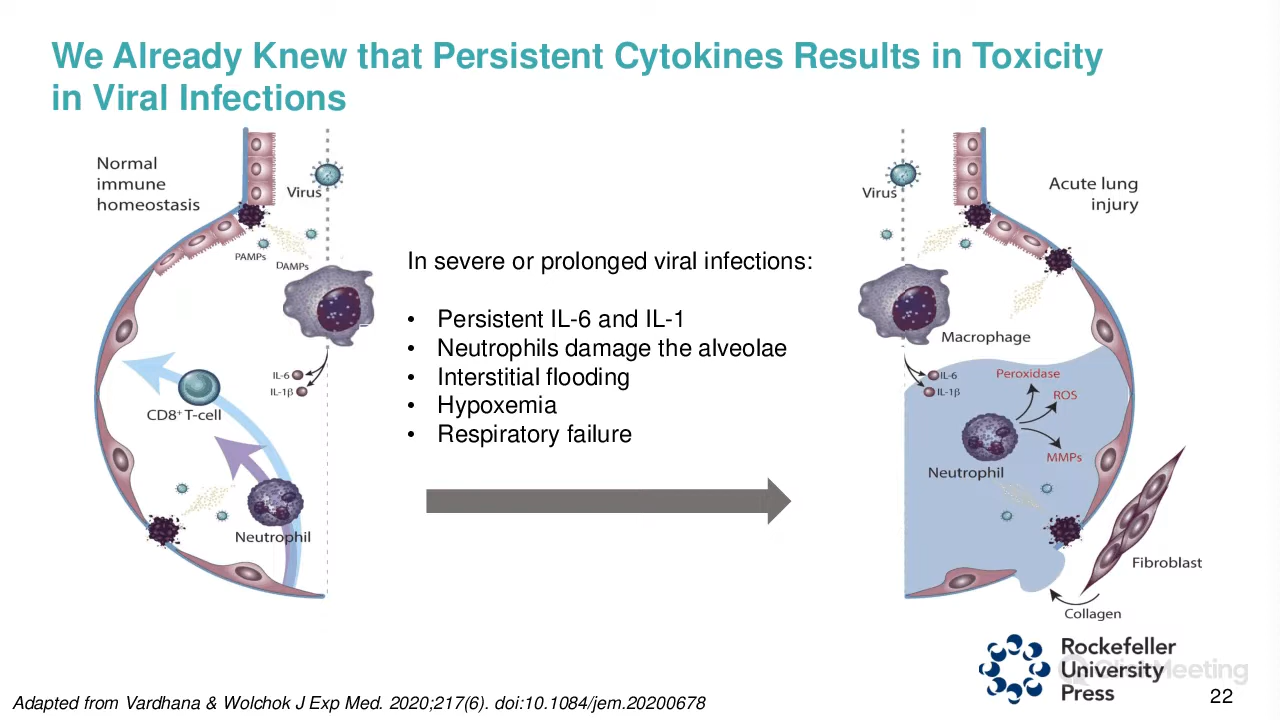 We Already Knew that Persistent Cytokines Results in Toxicity
in Viral Infections
Normal
immune
homeostasis
Virus
PAMPs
DAMPs
IL-6
IL-1β
CD8⁺ T-cell
Neutrophil
In severe or prolonged viral infections:
• Persistent IL-6 and IL-1
• Neutrophils damage the alveolae
• Interstitial flooding
• Hypoxemia
• Respiratory failure
Virus
Acute lung
injury
Macrophage
IL-6
IL-1β
Peroxidase
ROS
MMPs
Neutrophil
Fibroblast
Collagen
Rockefeller
University
Press
ClickMeeting
22
Adapted from Vardhana & Wolchok J Exp Med. 2020;217(6). doi:10.1084/jem.20200678